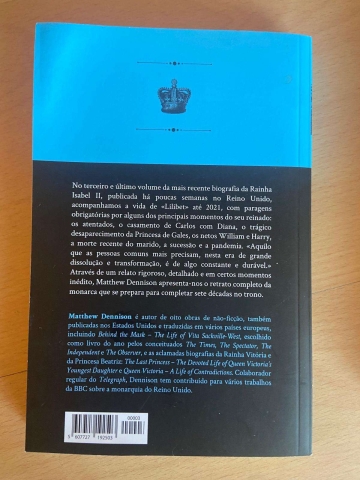 No terceiro e último volume da mais recente biografia da Rainha
Isabel II, publicada há poucas semanas no Reino Unido,
acompanhamos a vida de «Lilibet» até 2021, com paragens
obrigatórias por alguns dos principais momentos do seu reinado:
os atentados, o casamento de Carlos com Diana, o trágico
desaparecimento da Princesa de Gales, os netos William e Harry,
a morte recente do marido, a sucessão e a pandemia. «Aquilo
que as pessoas comuns mais precisam, nesta era de grande
dissolução e transformação, é de algo constante e durável.»
Através de um relato rigoroso, detalhado e em certos momentos
inédito, Matthew Dennison apresenta-nos o retrato completo da
monarca que se prepara para completar sete décadas no trono.
Matthew Dennison é autor de oito obras de não-ficção, também
publicadas nos Estados Unidos e traduzidas em vários países europeus,
incluindo Behind the Mask – The Life of Vita Sackville-West, escolhido
como livro do ano pelos conceituados The Times, The Spectator, The
Independent e The Observer, e as aclamadas biografias da Rainha Vitória e
da Princesa Beatriz: The Last Princess – The Devoted Life of Queen Victoria's
Youngest Daughter e Queen Victoria – A Life of Contradictions. Colaborador
regular do Telegraph, Dennison tem contribuído para vários trabalhos
da BBC sobre a monarquia do Reino Unido.
00003
5 607727 192503